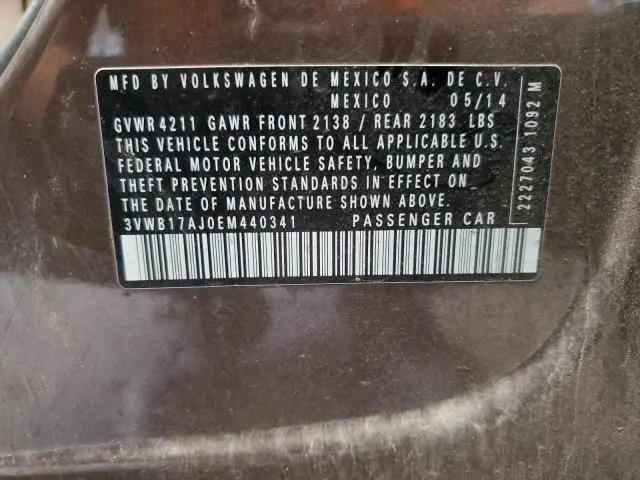 MFD BY VOLKSWAGEN DE MEXICO S.A. DE C.V.
MEXICO 05/14
GVWR 4211 GAWR FRONT 2138 / REAR 2183 LBS
THIS VEHICLE CONFORMS TO ALL APPLICABLE U.S.
FEDERAL MOTOR VEHICLE SAFETY, BUMPER AND
THEFT PREVENTION STANDARDS IN EFFECT ON
THE DATE OF MANUFACTURE SHOWN ABOVE.
3VWB17AJ0EM440341 PASSENGER CAR
2227043 1092 M